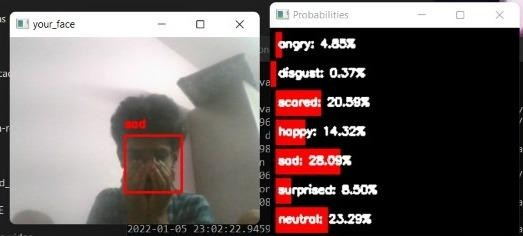 your_face
sad
2022-01-05 23:02:22.9459
Probabilities
angry: 4.85%
disgust: 0.37%
scared: 20.59%
happy: 14.32%
sad: 28.09%
surprised: 8.50%
neutral: 23.29%